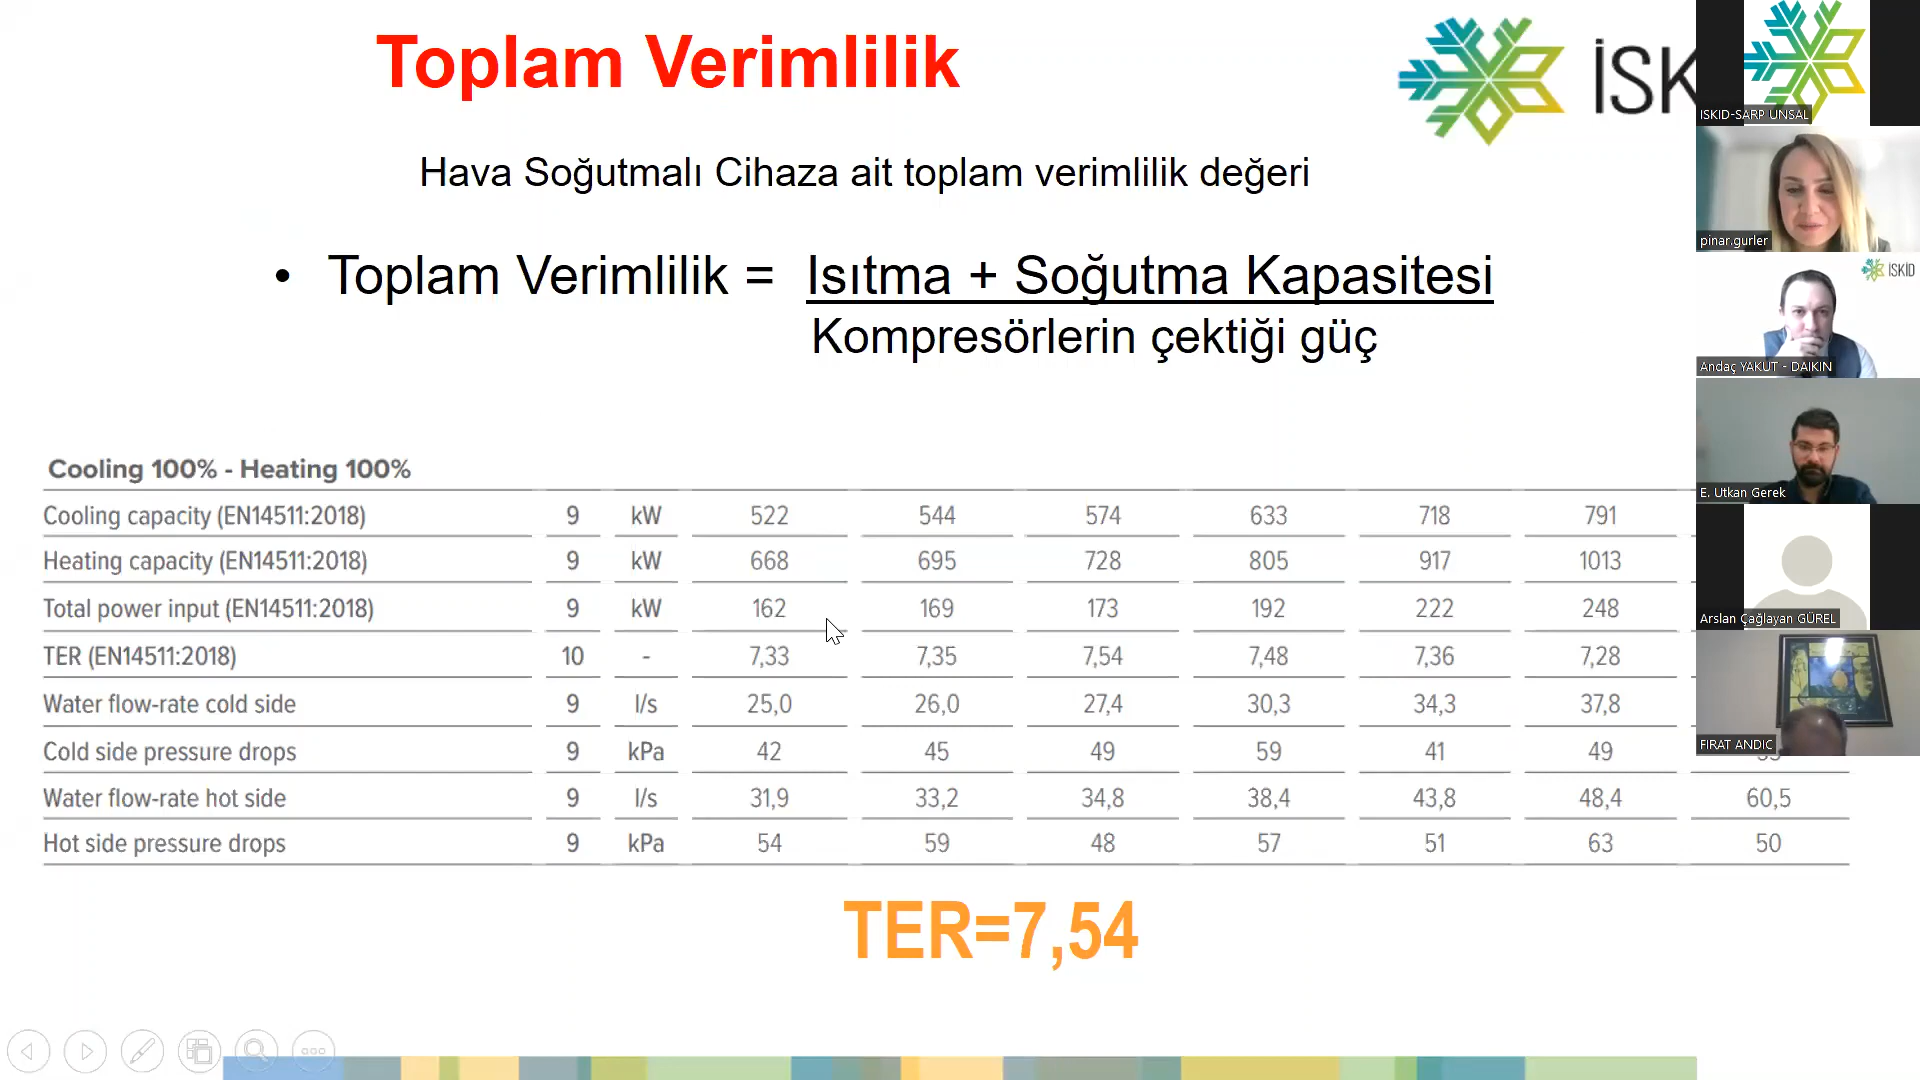 Toplam Verimlilik
İSK
Hava Soğutmalı Cihaza ait toplam verimlilik değeri
• Toplam Verimlilik = Isıtma + Soğutma Kapasitesi
Kompresörlerin çektiği güç
Cooling 100% - Heating 100%
Cooling capacity (EN14511:2018) 9 kW 522 544 574 633 718 791
Heating capacity (EN14511:2018) 9 kW 668 695 728 805 917 1013
Total power input (EN14511:2018) 9 kW 162 169 173 192 222 248
TER (EN14511:2018) 10 - 7,33 7,35 7,54 7,48 7,36 7,28
Water flow-rate cold side 9 l/s 25,0 26,0 27,4 30,3 34,3 37,8
Cold side pressure drops 9 kPa 42 45 49 59 41 49
Water flow-rate hot side 9 l/s 31,9 33,2 34,8 38,4 43,8 48,4 60,5
Hot side pressure drops 9 kPa 54 59 48 57 51 63 50
TER=7,54
ISKID-SARP UNSAL
pinar.gurler
İSKİD
Andaç YAKUT - DAIKIN
E. Utkan Gerek
Arslan Çağlayan GÜREL
FIRAT ANDIC